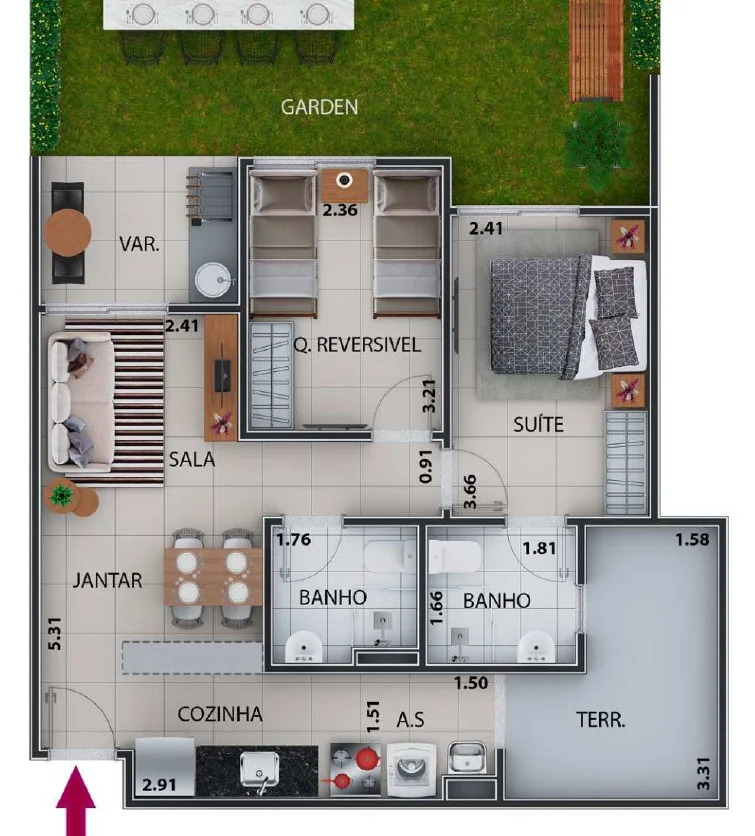 GARDEN
2.36
2.41
VAR.
2.41
Q. REVERSIVEL
3.21
SUÍTE
SALA
0.91
3.66
1.76
1.81
1.58
JANTAR
BANHO
1.66
BANHO
5.31
1.50
COZINHA
1.51
A.S
TERR.
2.91
3.31